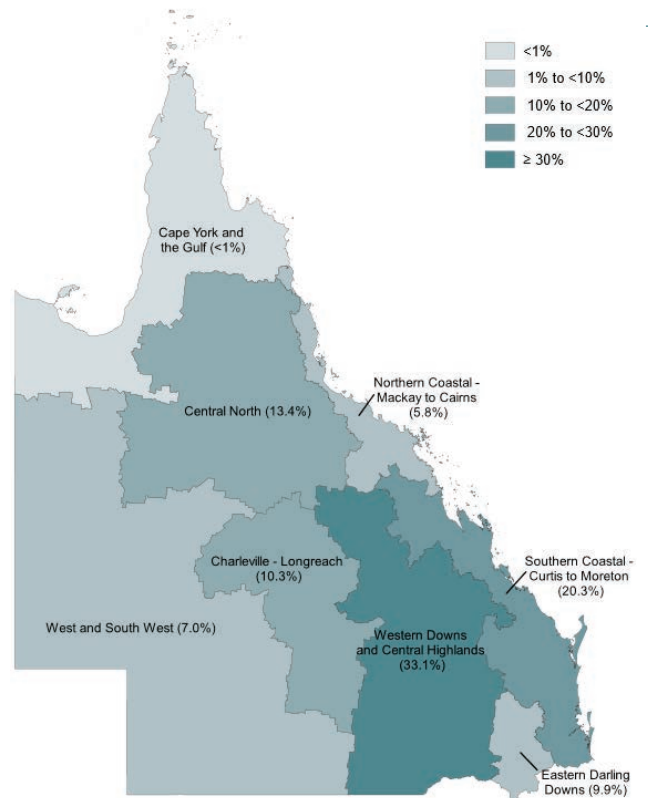 <1%
1% to <10%
10% to <20%
20% to <30%
≥ 30%
Cape York and
the Gulf (<1%)
Northern Coastal -
Mackay to Cairns
(5.8%)
Central North (13.4%)
Charleville - Longreach
(10.3%)
Southern Coastal -
Curtis to Moreton
(20.3%)
West and South West (7.0%)
Western Downs
and Central Highlands
(33.1%)
Eastern Darling
Downs (9.9%)